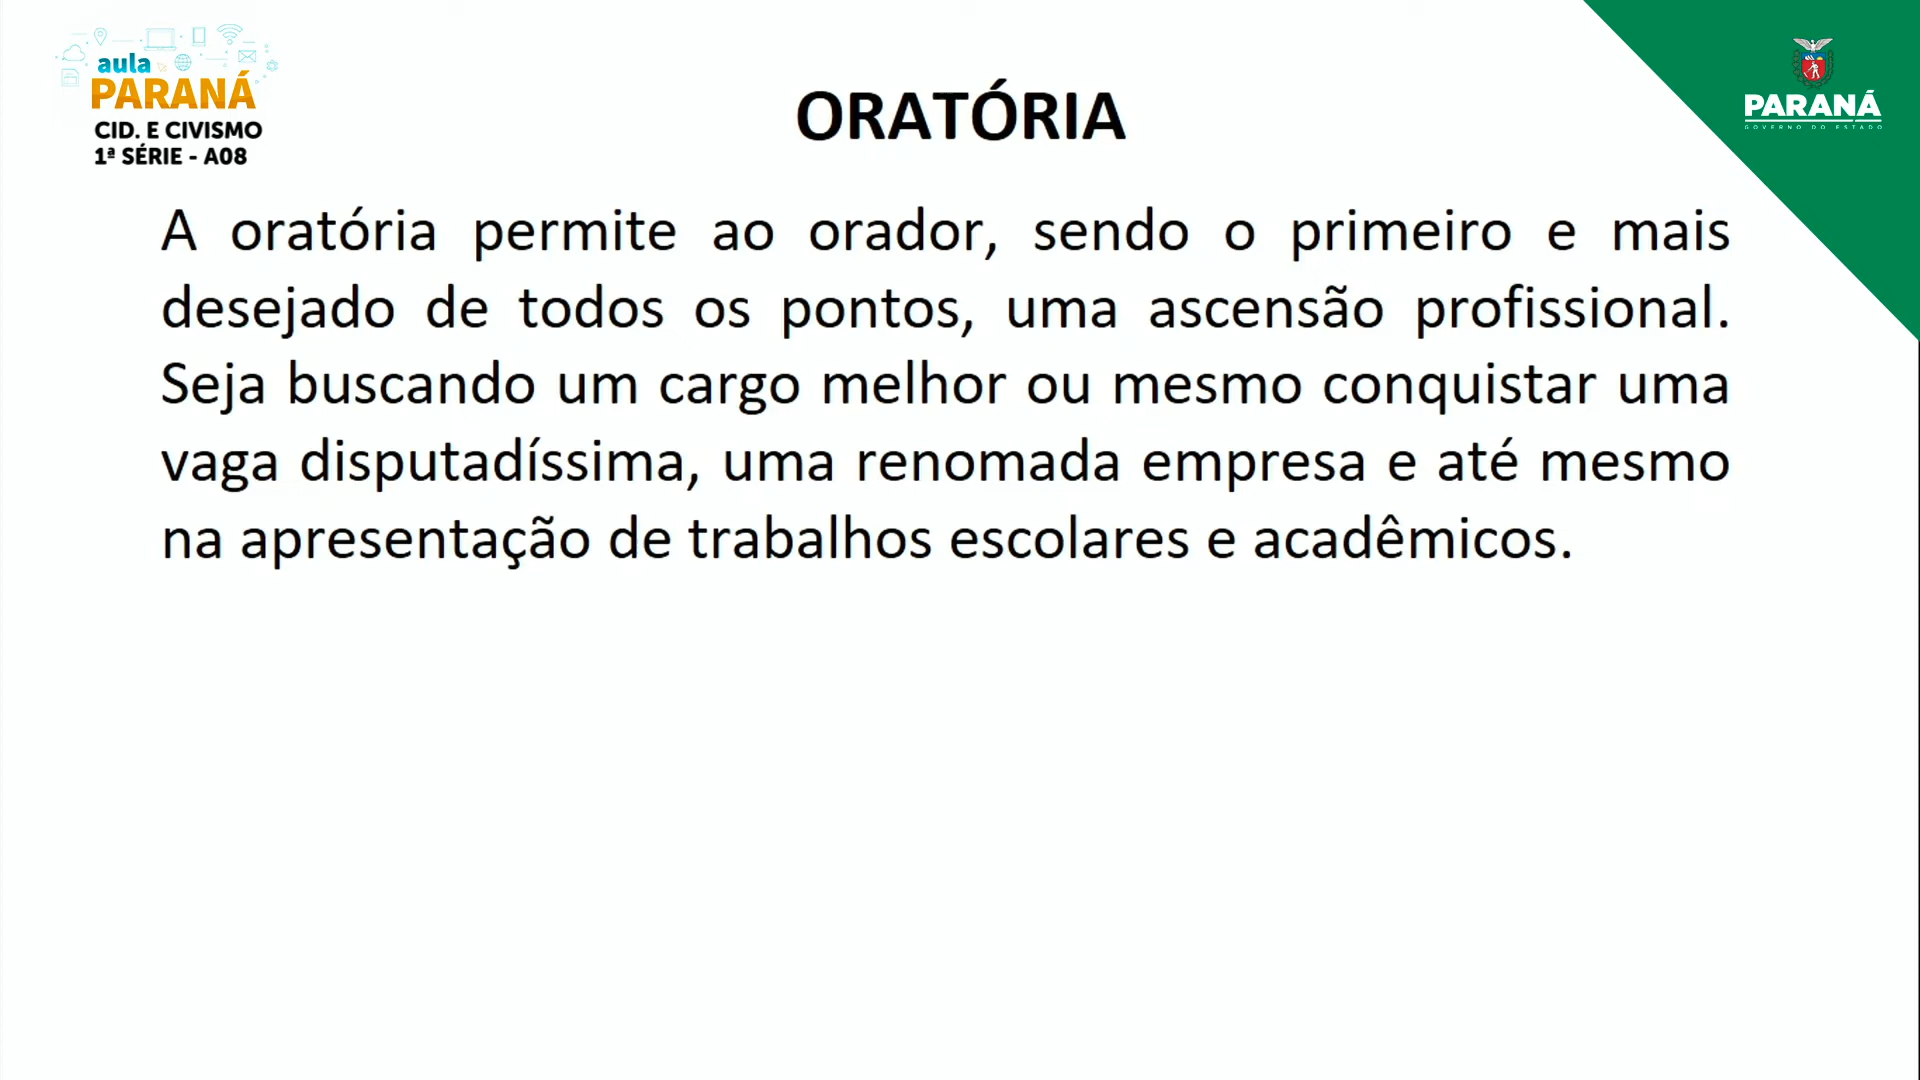 aula
PARANÁ
CID. E CIVISMO
1ª SÉRIE - A08
ORATÓRIA
PARANÁ
GOVERNO DO ESTADO
A oratória permite ao orador, sendo o primeiro e mais
desejado de todos os pontos, uma ascensão profissional.
Seja buscando um cargo melhor ou mesmo conquistar uma
vaga disputadíssima, uma renomada empresa e até mesmo
na apresentação de trabalhos escolares e acadêmicos.